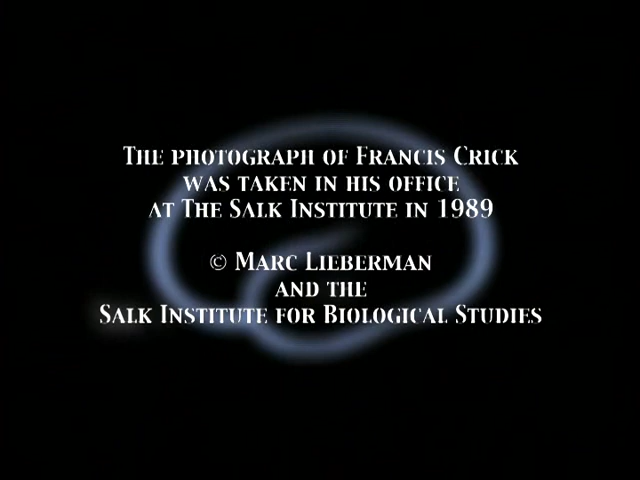 The photograph of Francis Crick
was taken in his office
at The Salk Institute in 1989
© Marc Lieberman
and the
Salk Institute for Biological Studies